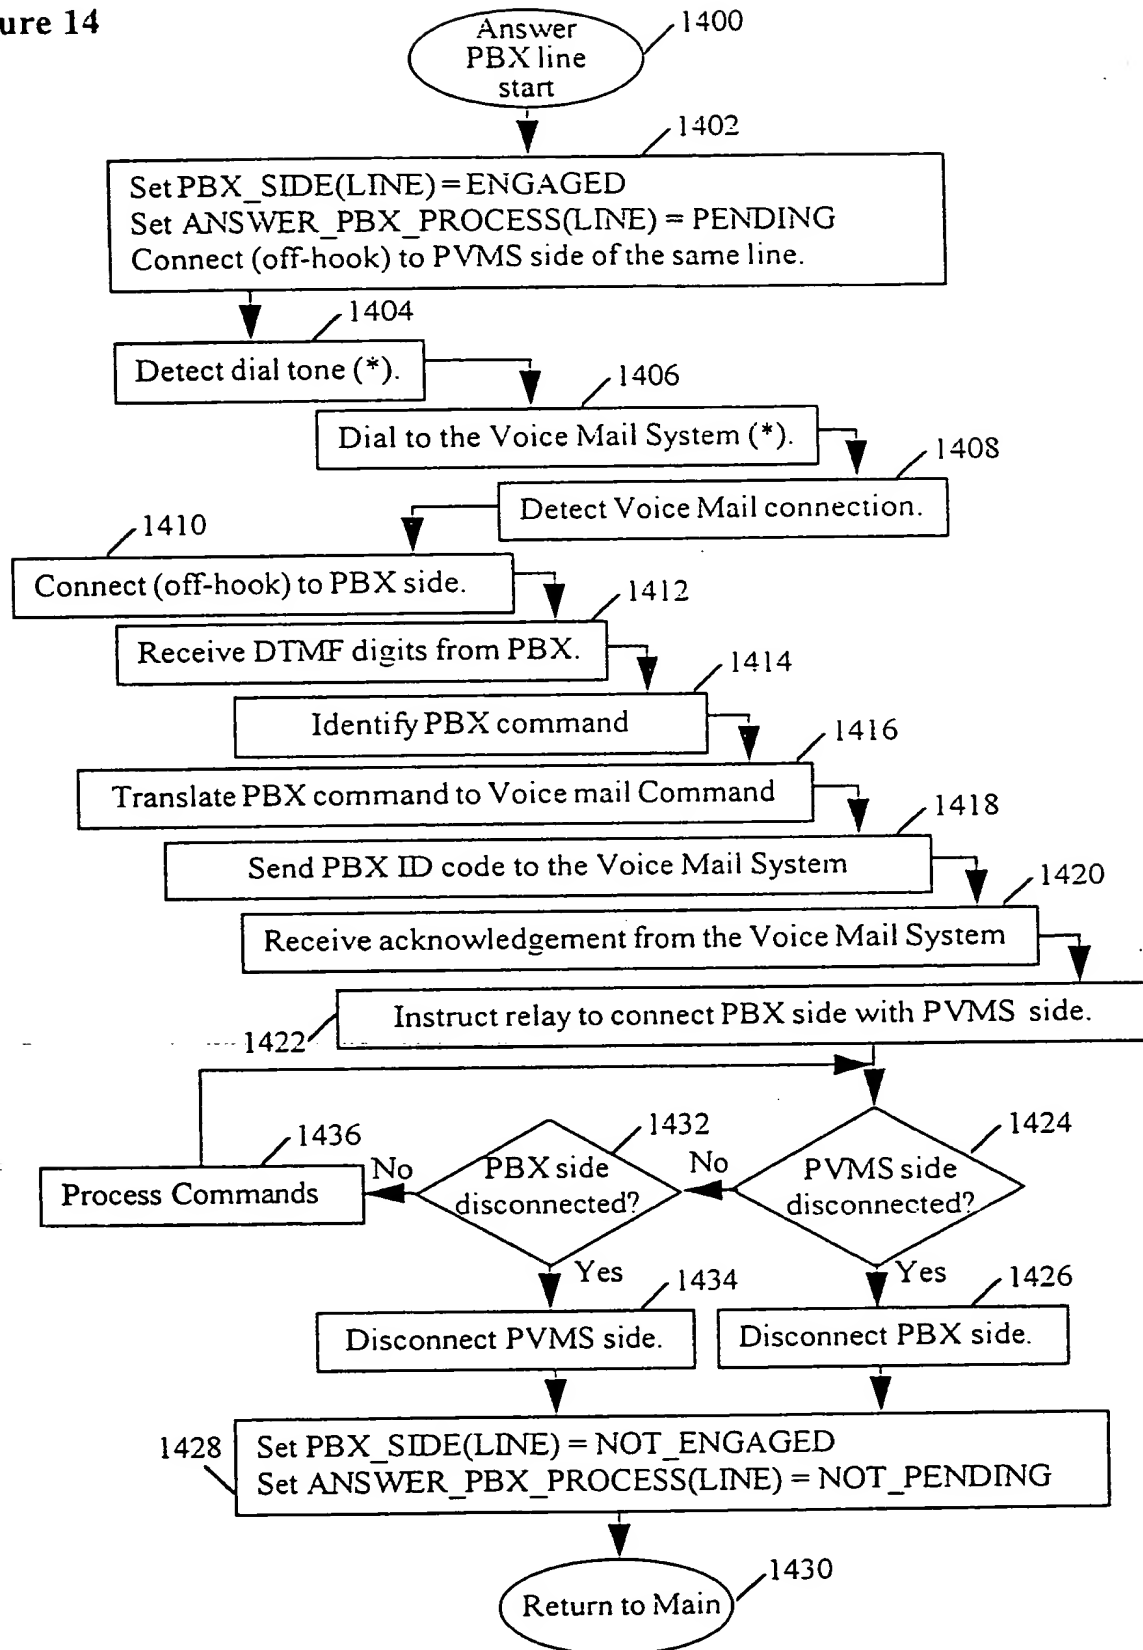 ure 14
Answer
PBX line
start
1400
1402
Set PBX_SIDE(LINE) = ENGAGED
Set ANSWER_PBX_PROCESS(LINE) = PENDING
Connect (off-hook) to PVMS side of the same line.
1404
Detect dial tone (*).
1406
Dial to the Voice Mail System (*).
1408
Detect Voice Mail connection.
1410
Connect (off-hook) to PBX side.
1412
Receive DTMF digits from PBX.
1414
Identify PBX command
1416
Translate PBX command to Voice mail Command
1418
Send PBX ID code to the Voice Mail System
1420
Receive acknowledgement from the Voice Mail System
Instruct relay to connect PBX side with PVMS side.
1422
1436
Process Commands
No
1432
PBX side
disconnected?
No
1424
PVMS side
disconnected?
Yes
1434
Yes
1426
Disconnect PVMS side.
Disconnect PBX side.
1428
Set PBX_SIDE(LINE) = NOT_ENGAGED
Set ANSWER_PBX_PROCESS(LINE) = NOT_PENDING
1430
Return to Main